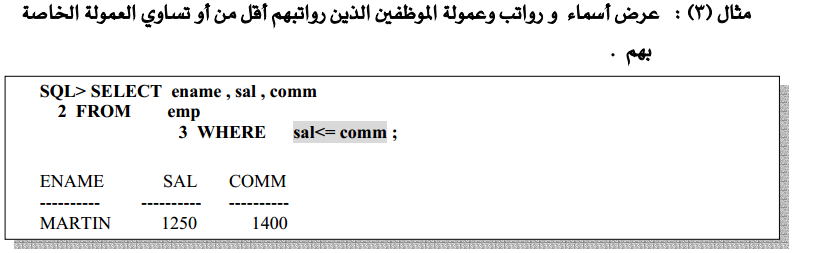 مثال (٣) : عرض أسماء و رواتب وعمولة الموظفين الذين رواتبهم أقل من أو تساوي العمولة الخاصة
بهم .
SQL> SELECT ename , sal , comm
2 FROM emp
3 WHERE sal<= comm ;
ENAME SAL COMM
---------- ---------- ----------
MARTIN 1250 1400